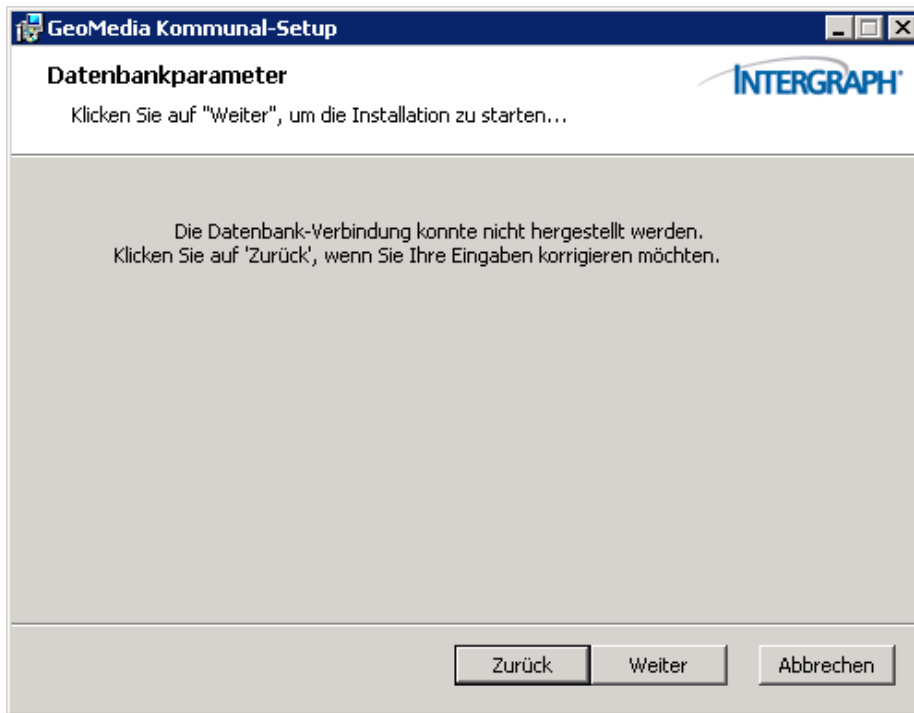 GeoMedia Kommunal-Setup
Datenbankparameter
INTERGRAPH
Klicken Sie auf "Weiter", um die Installation zu starten...
Die Datenbank-Verbindung konnte nicht hergestellt werden.
Klicken Sie auf 'Zurück', wenn Sie Ihre Eingaben korrigieren möchten.
Zurück
Weiter
Abbrechen